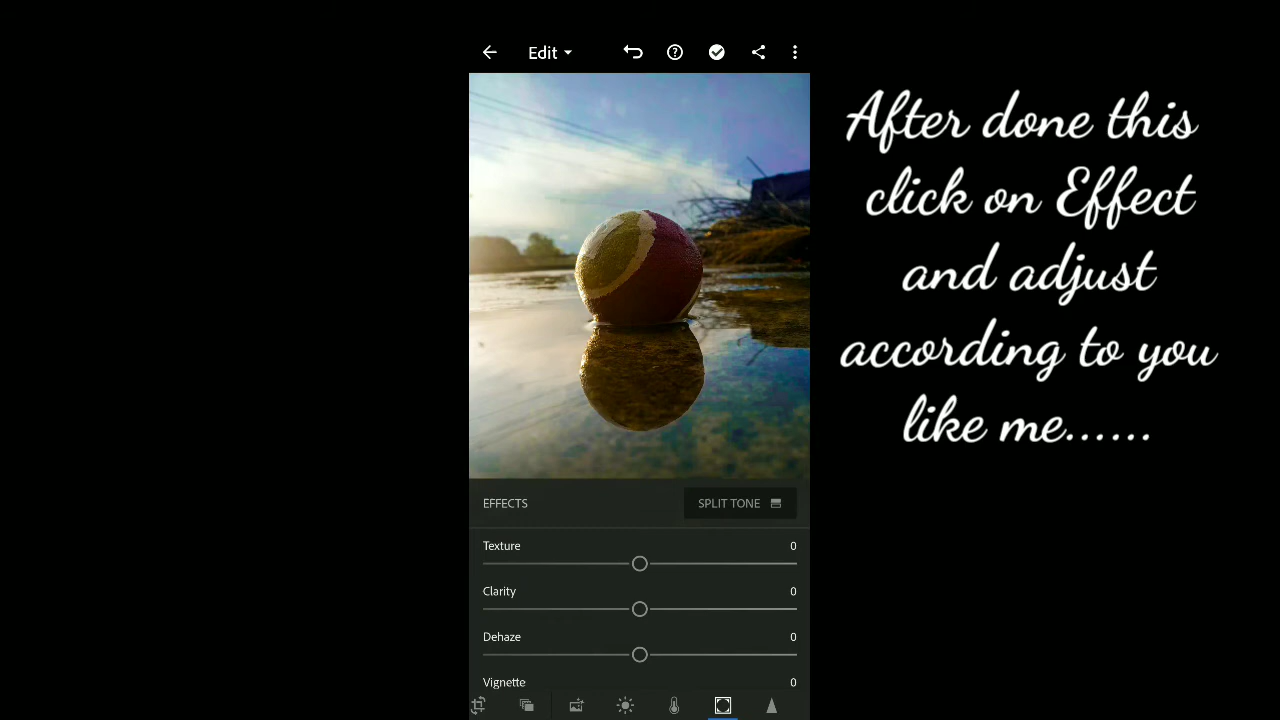 Edit
After done this
click on Effect
and adjust
according to you
like me......
EFFECTS
SPLIT TONE
Texture 0
Clarity 0
Dehaze 0
Vignette 0